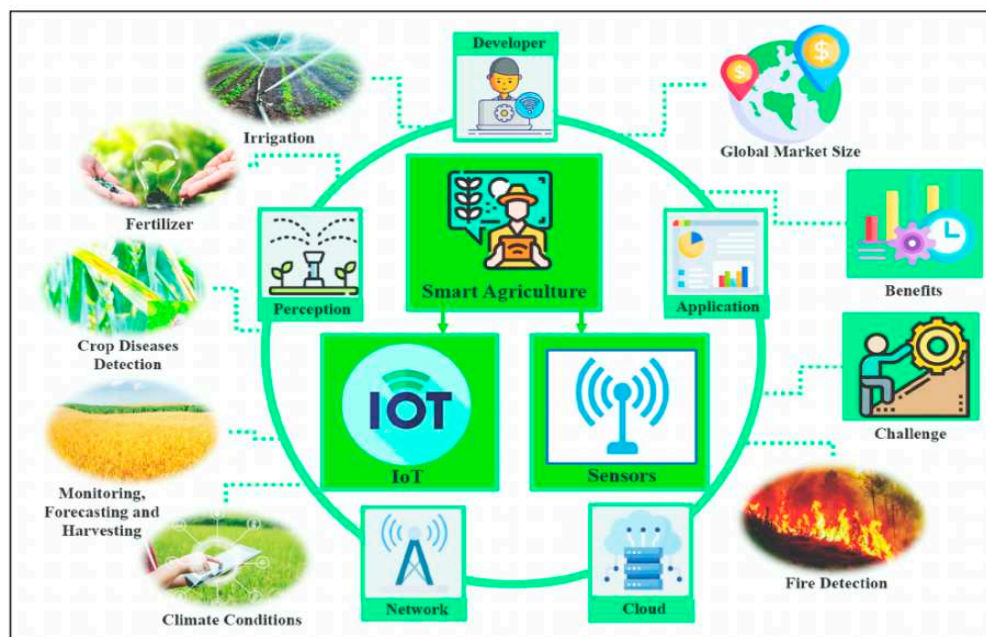 Developer
Irrigation
Global Market Size
Fertilizer
Smart Agriculture
Benefits
Perception
Application
Crop Diseases
Detection
IOT
IoT
Sensors
Challenge
Monitoring,
Forecasting and
Harvesting
Fire Detection
Climate Conditions
Network
Cloud